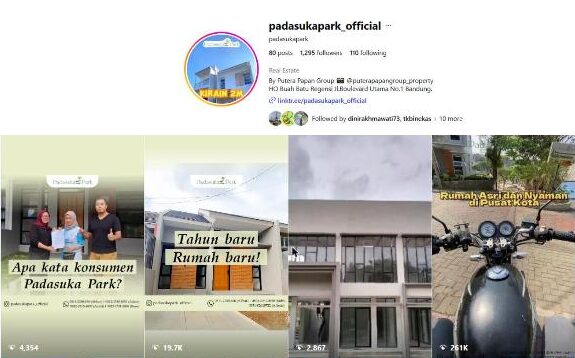 padasukapark_official ...
padasukapark
80 posts 1,295 followers 110 following
Real Estate
By Putera Papan Group @puterapapangroup_property
HO Buah Batu Regensi Jl.Boulevard Utama No.1 Bandung.
linktr.ee/padasukapark_official
Followed by dinirakhmawati73, tkbinekas + 10 more
KIRAIN 2M
Padasuka Park
Apa kata konsumen
Padasuka Park?
4,354
Padasuka Park
Tahun baru
Rumah baru!
19.7K
2,867
Rumah Asri dan Nyaman
di Pusat Kota
261K